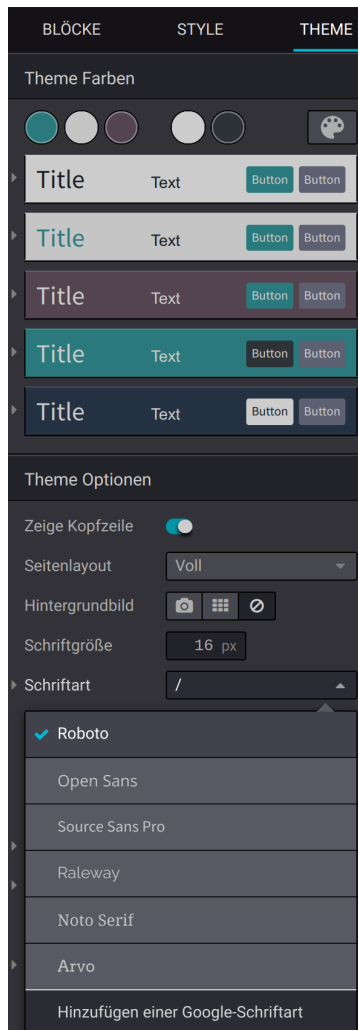 BLÖCKE STYLE THEME
Theme Farben
Title Text Button Button
Title Text Button Button
Title Text Button Button
Title Text Button Button
Title Text Button Button
Theme Optionen
Zeige Kopfzeile
Seitenlayout Voll
Hintergrundbild
Schriftgröße 16 px
Schriftart /
Roboto
Open Sans
Source Sans Pro
Raleway
Noto Serif
Arvo
Hinzufügen einer Google-Schriftart